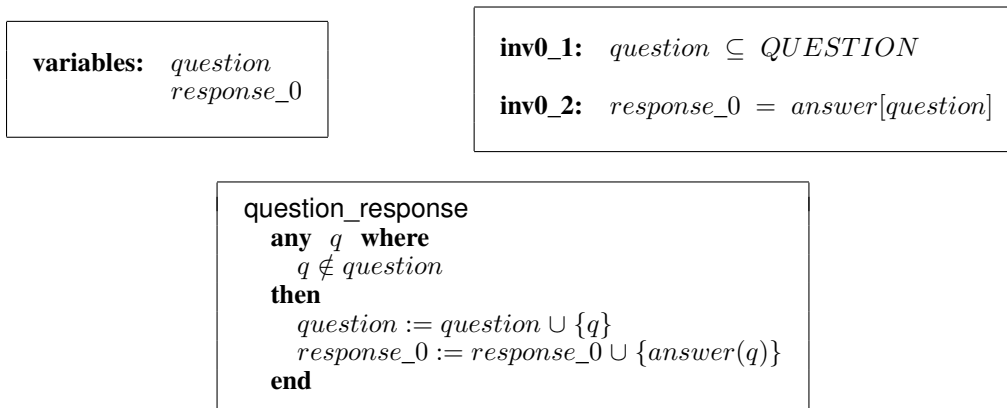 variables: question
response_0
inv0_1: question ⊆ QUESTION
inv0_2: response_0 = answer[question]
question_response
any q where
q ∉ question
then
question := question ∪ {q}
response_0 := response_0 ∪ {answer(q)}
end